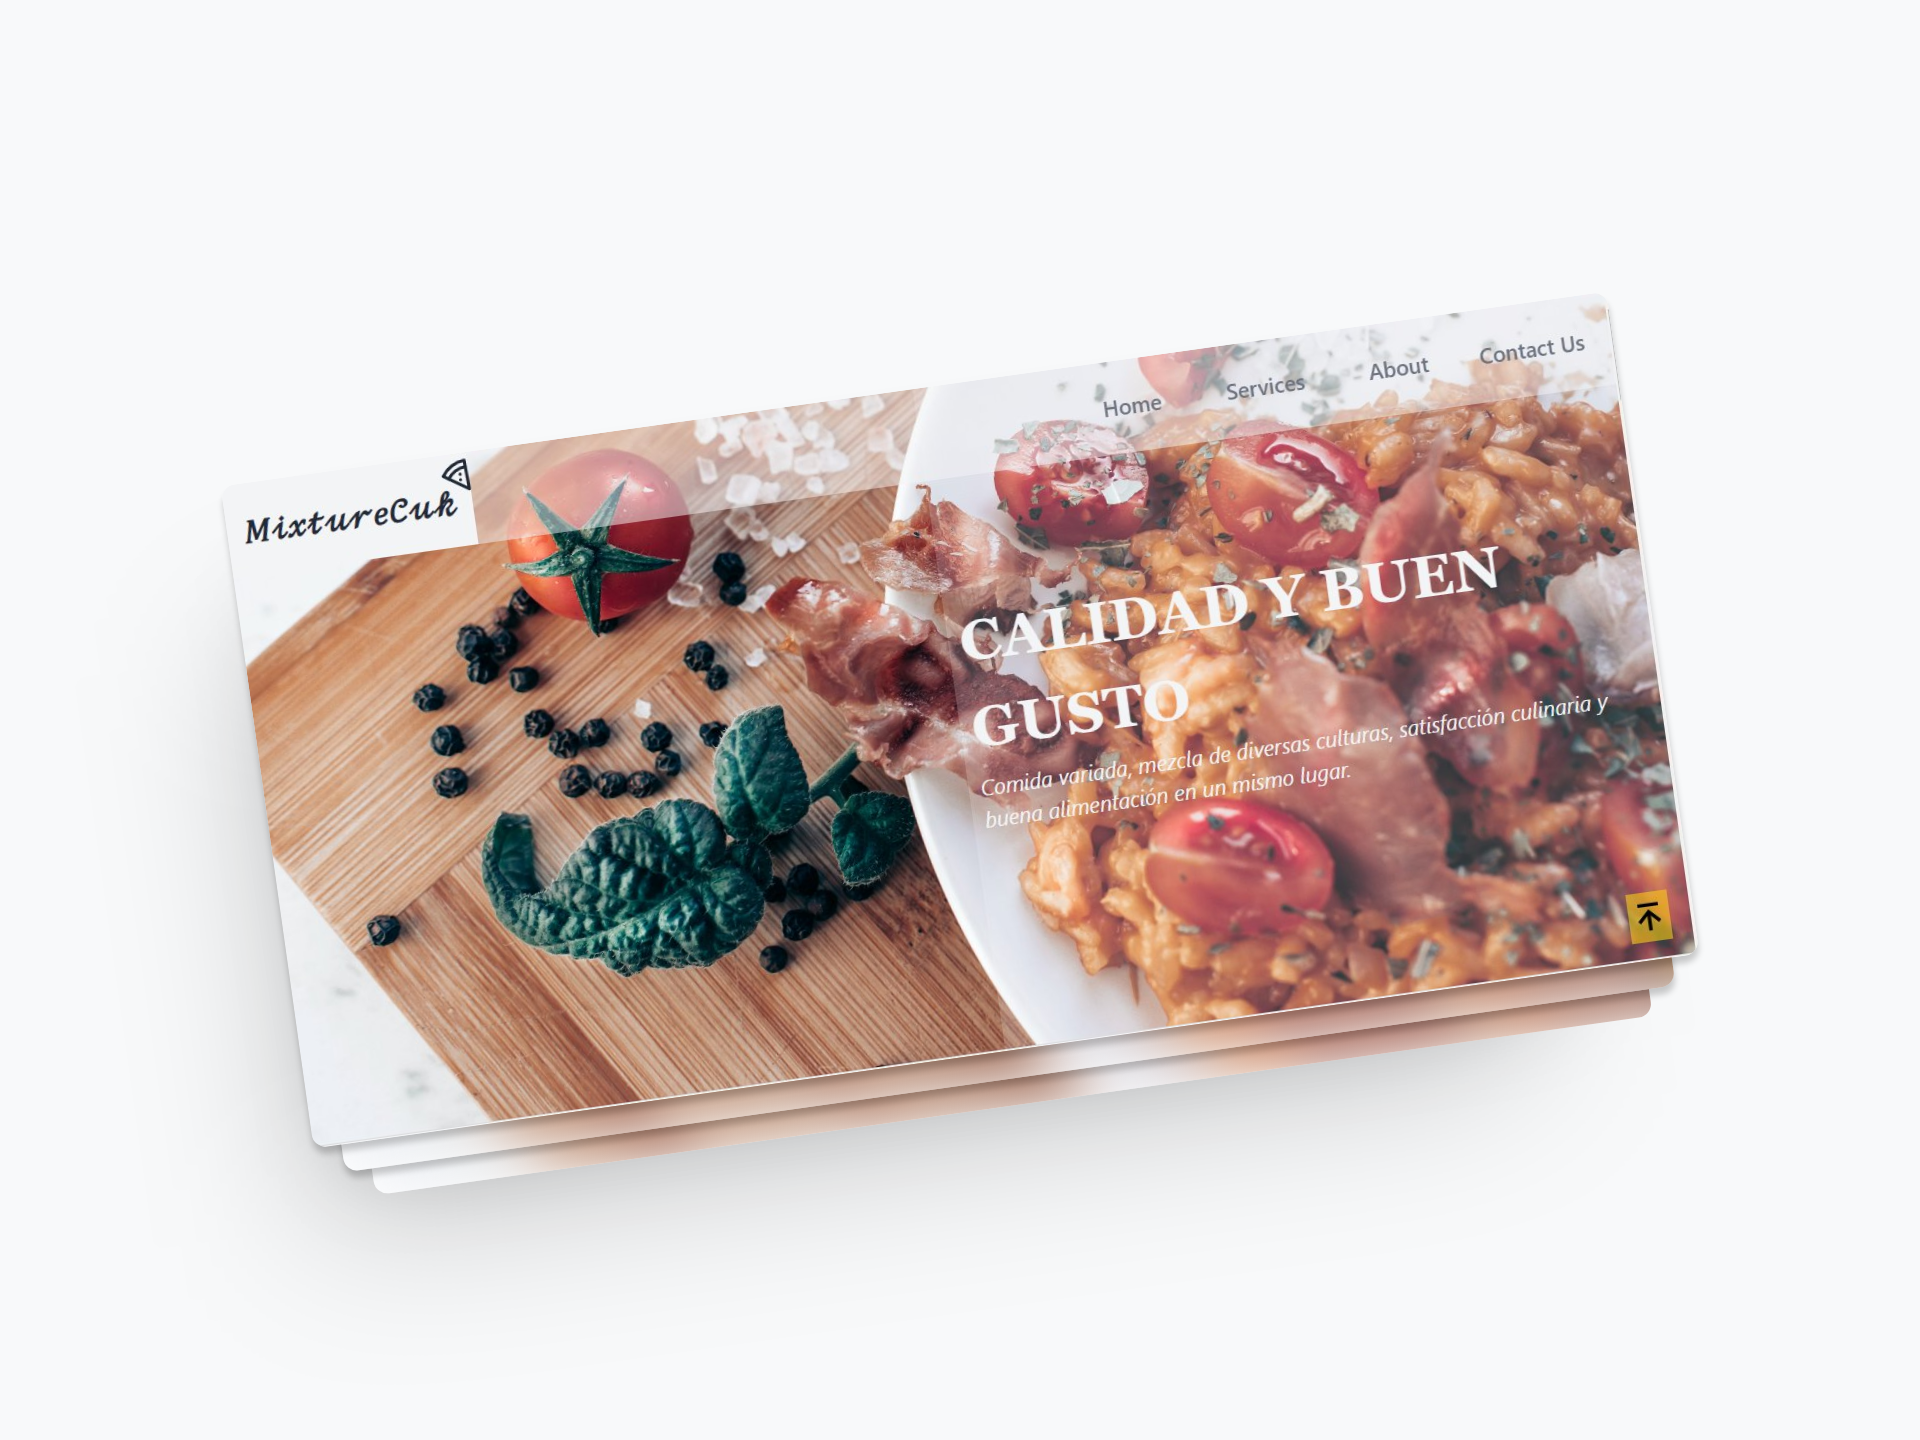 MixtureCuk
Home Services About Contact Us
CALIDAD Y BUEN
GUSTO
Comida variada, mezcla de diversas culturas, satisfacción culinaria y
buena alimentación en un mismo lugar.